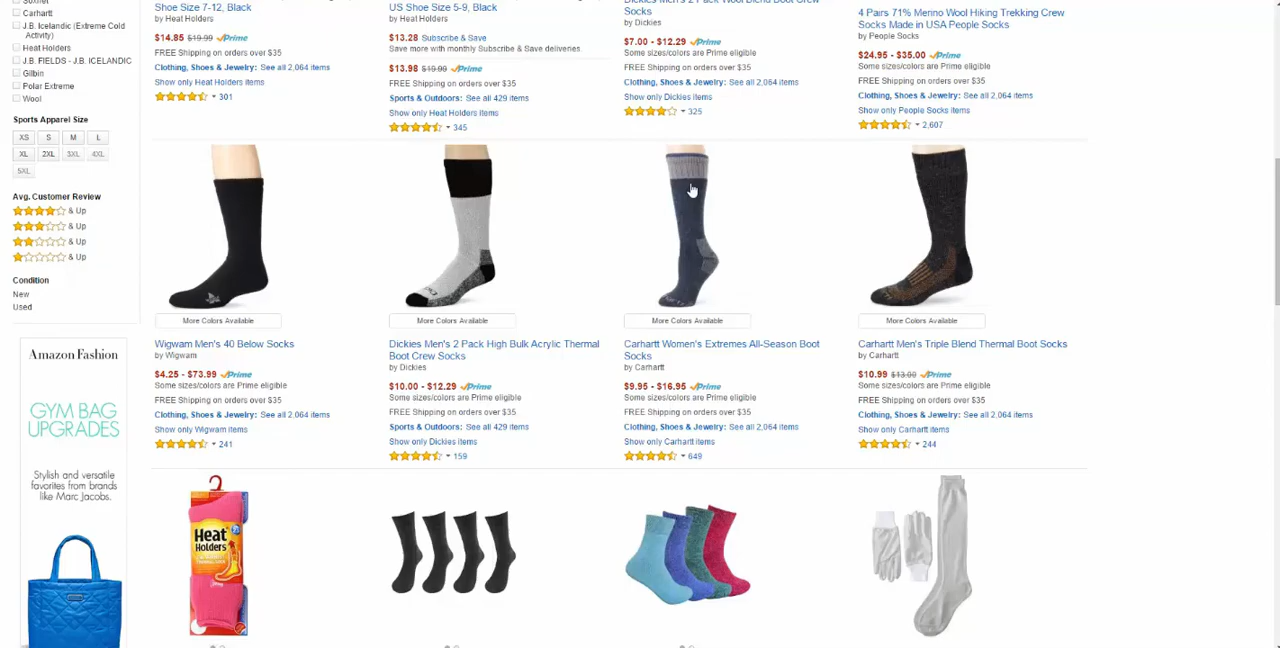 Soxnet
Carhartt
J.B. Icelandic (Extreme Cold
Activity)
Heat Holders
J.B. FIELDS - J.B. ICELANDIC
Gilbin
Polar Extreme
Wool
Sports Apparel Size
XS S M L
XL 2XL 3XL 4XL
5XL
Avg. Customer Review
& Up
& Up
& Up
& Up
Condition
New
Used
Amazon Fashion
GYM BAG
UPGRADES
Stylish and versatile
favorites from brands
like Marc Jacobs.
Shoe Size 7-12, Black
by Heat Holders
$14.85 $19.99 Prime
FREE Shipping on orders over $35
Clothing, Shoes & Jewelry: See all 2,064 items
Show only Heat Holders items
301
US Shoe Size 5-9, Black
by Heat Holders
$13.28 Subscribe & Save
Save more with monthly Subscribe & Save deliveries.
$13.98 $19.99 Prime
FREE Shipping on orders over $35
Sports & Outdoors: See all 429 items
Show only Heat Holders items
345
Dickies Men's 2 Pack Wool Blend Boot Crew
Socks
by Dickies
$7.00 - $12.29 Prime
Some sizes/colors are Prime eligible
FREE Shipping on orders over $35
Clothing, Shoes & Jewelry: See all 2,064 items
Show only Dickies items
325
4 Pairs 71% Merino Wool Hiking Trekking Crew
Socks Made in USA People Socks
by People Socks
$24.95 - $35.00 Prime
Some sizes/colors are Prime eligible
FREE Shipping on orders over $35
Clothing, Shoes & Jewelry: See all 2,064 items
Show only People Socks items
2,607
More Colors Available
Wigwam Men's 40 Below Socks
by Wigwam
$4.25 - $73.99 Prime
Some sizes/colors are Prime eligible
FREE Shipping on orders over $35
Clothing, Shoes & Jewelry: See all 2,064 items
Show only Wigwam items
241
More Colors Available
Dickies Men's 2 Pack High Bulk Acrylic Thermal
Boot Crew Socks
by Dickies
$10.00 - $12.29 Prime
Some sizes/colors are Prime eligible
FREE Shipping on orders over $35
Sports & Outdoors: See all 429 items
Show only Dickies items
159
More Colors Available
Carhartt Women's Extremes All-Season Boot
Socks
by Carhartt
$9.95 - $16.95 Prime
Some sizes/colors are Prime eligible
FREE Shipping on orders over $35
Clothing, Shoes & Jewelry: See all 2,064 items
Show only Carhartt items
649
More Colors Available
Carhartt Men's Triple Blend Thermal Boot Socks
by Carhartt
$10.99 $13.00 Prime
Some sizes/colors are Prime eligible
FREE Shipping on orders over $35
Clothing, Shoes & Jewelry: See all 2,064 items
Show only Carhartt items
244
Heat
Holders